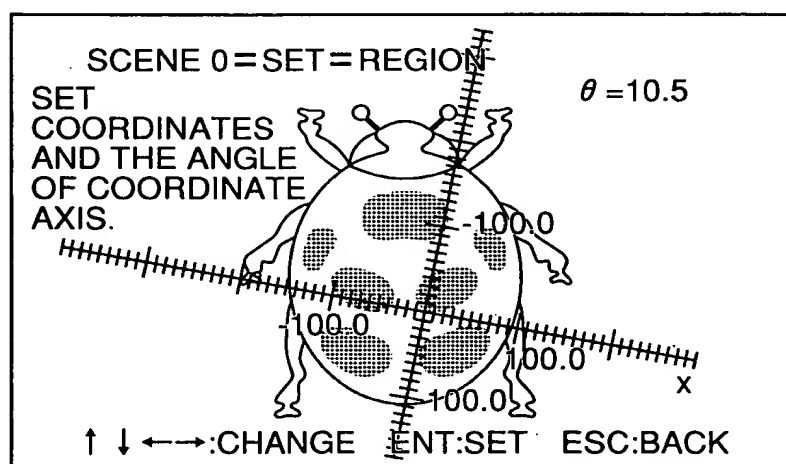 SCENE 0=SET=REGION
θ=10.5
SET
COORDINATES
AND THE ANGLE
OF COORDINATE
AXIS.
-100.0
-100.0
100.0
x
100.0
↑ ↓ ←→:CHANGE ENT:SET ESC:BACK